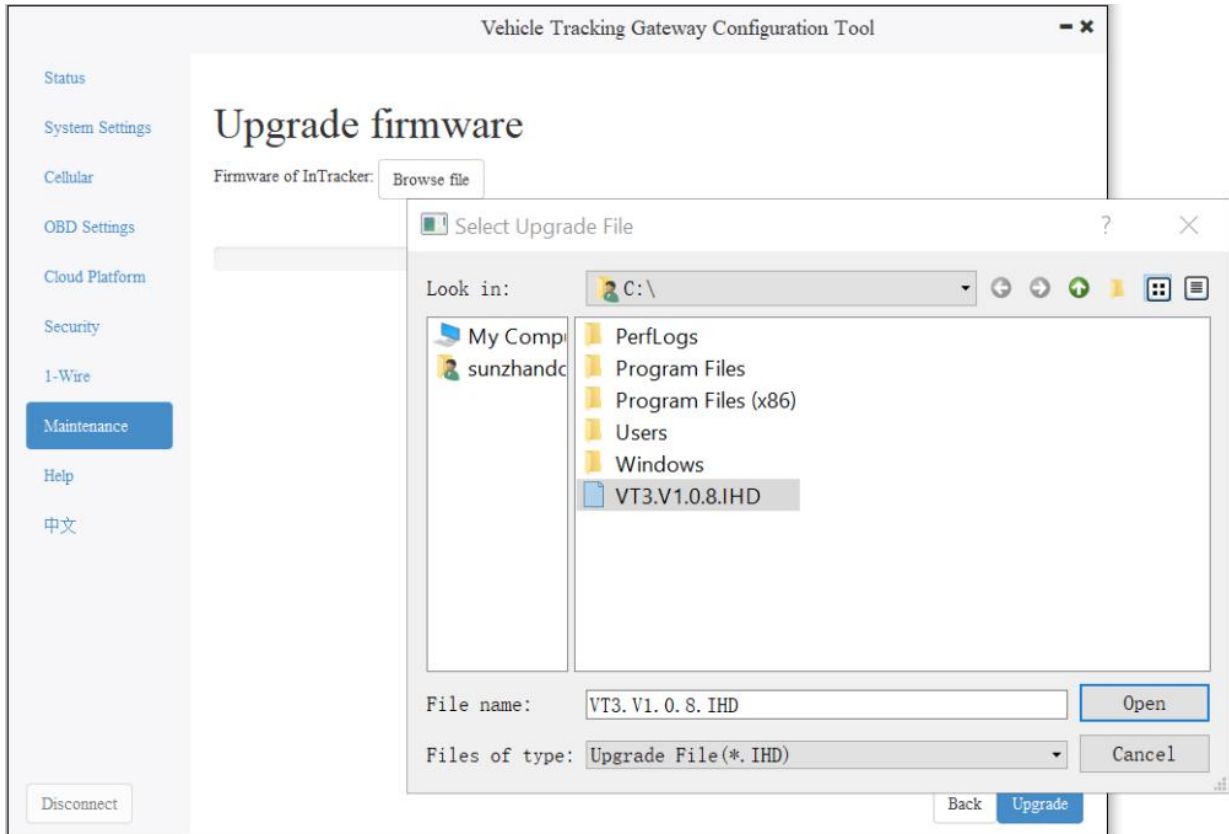 Vehicle Tracking Gateway Configuration Tool
Status
System Settings
Cellular
OBD Settings
Cloud Platform
Security
1-Wire
Maintenance
Help
中文
Disconnect
Upgrade firmware
Firmware of InTracker: Browse file
Select Upgrade File
Look in: C:\
My Compu
sunzhandc
PerfLogs
Program Files
Program Files (x86)
Users
Windows
VT3.V1.0.8.IHD
File name: VT3.V1.0.8.IHD Open
Files of type: Upgrade File(*.IHD) Cancel
Back Upgrade